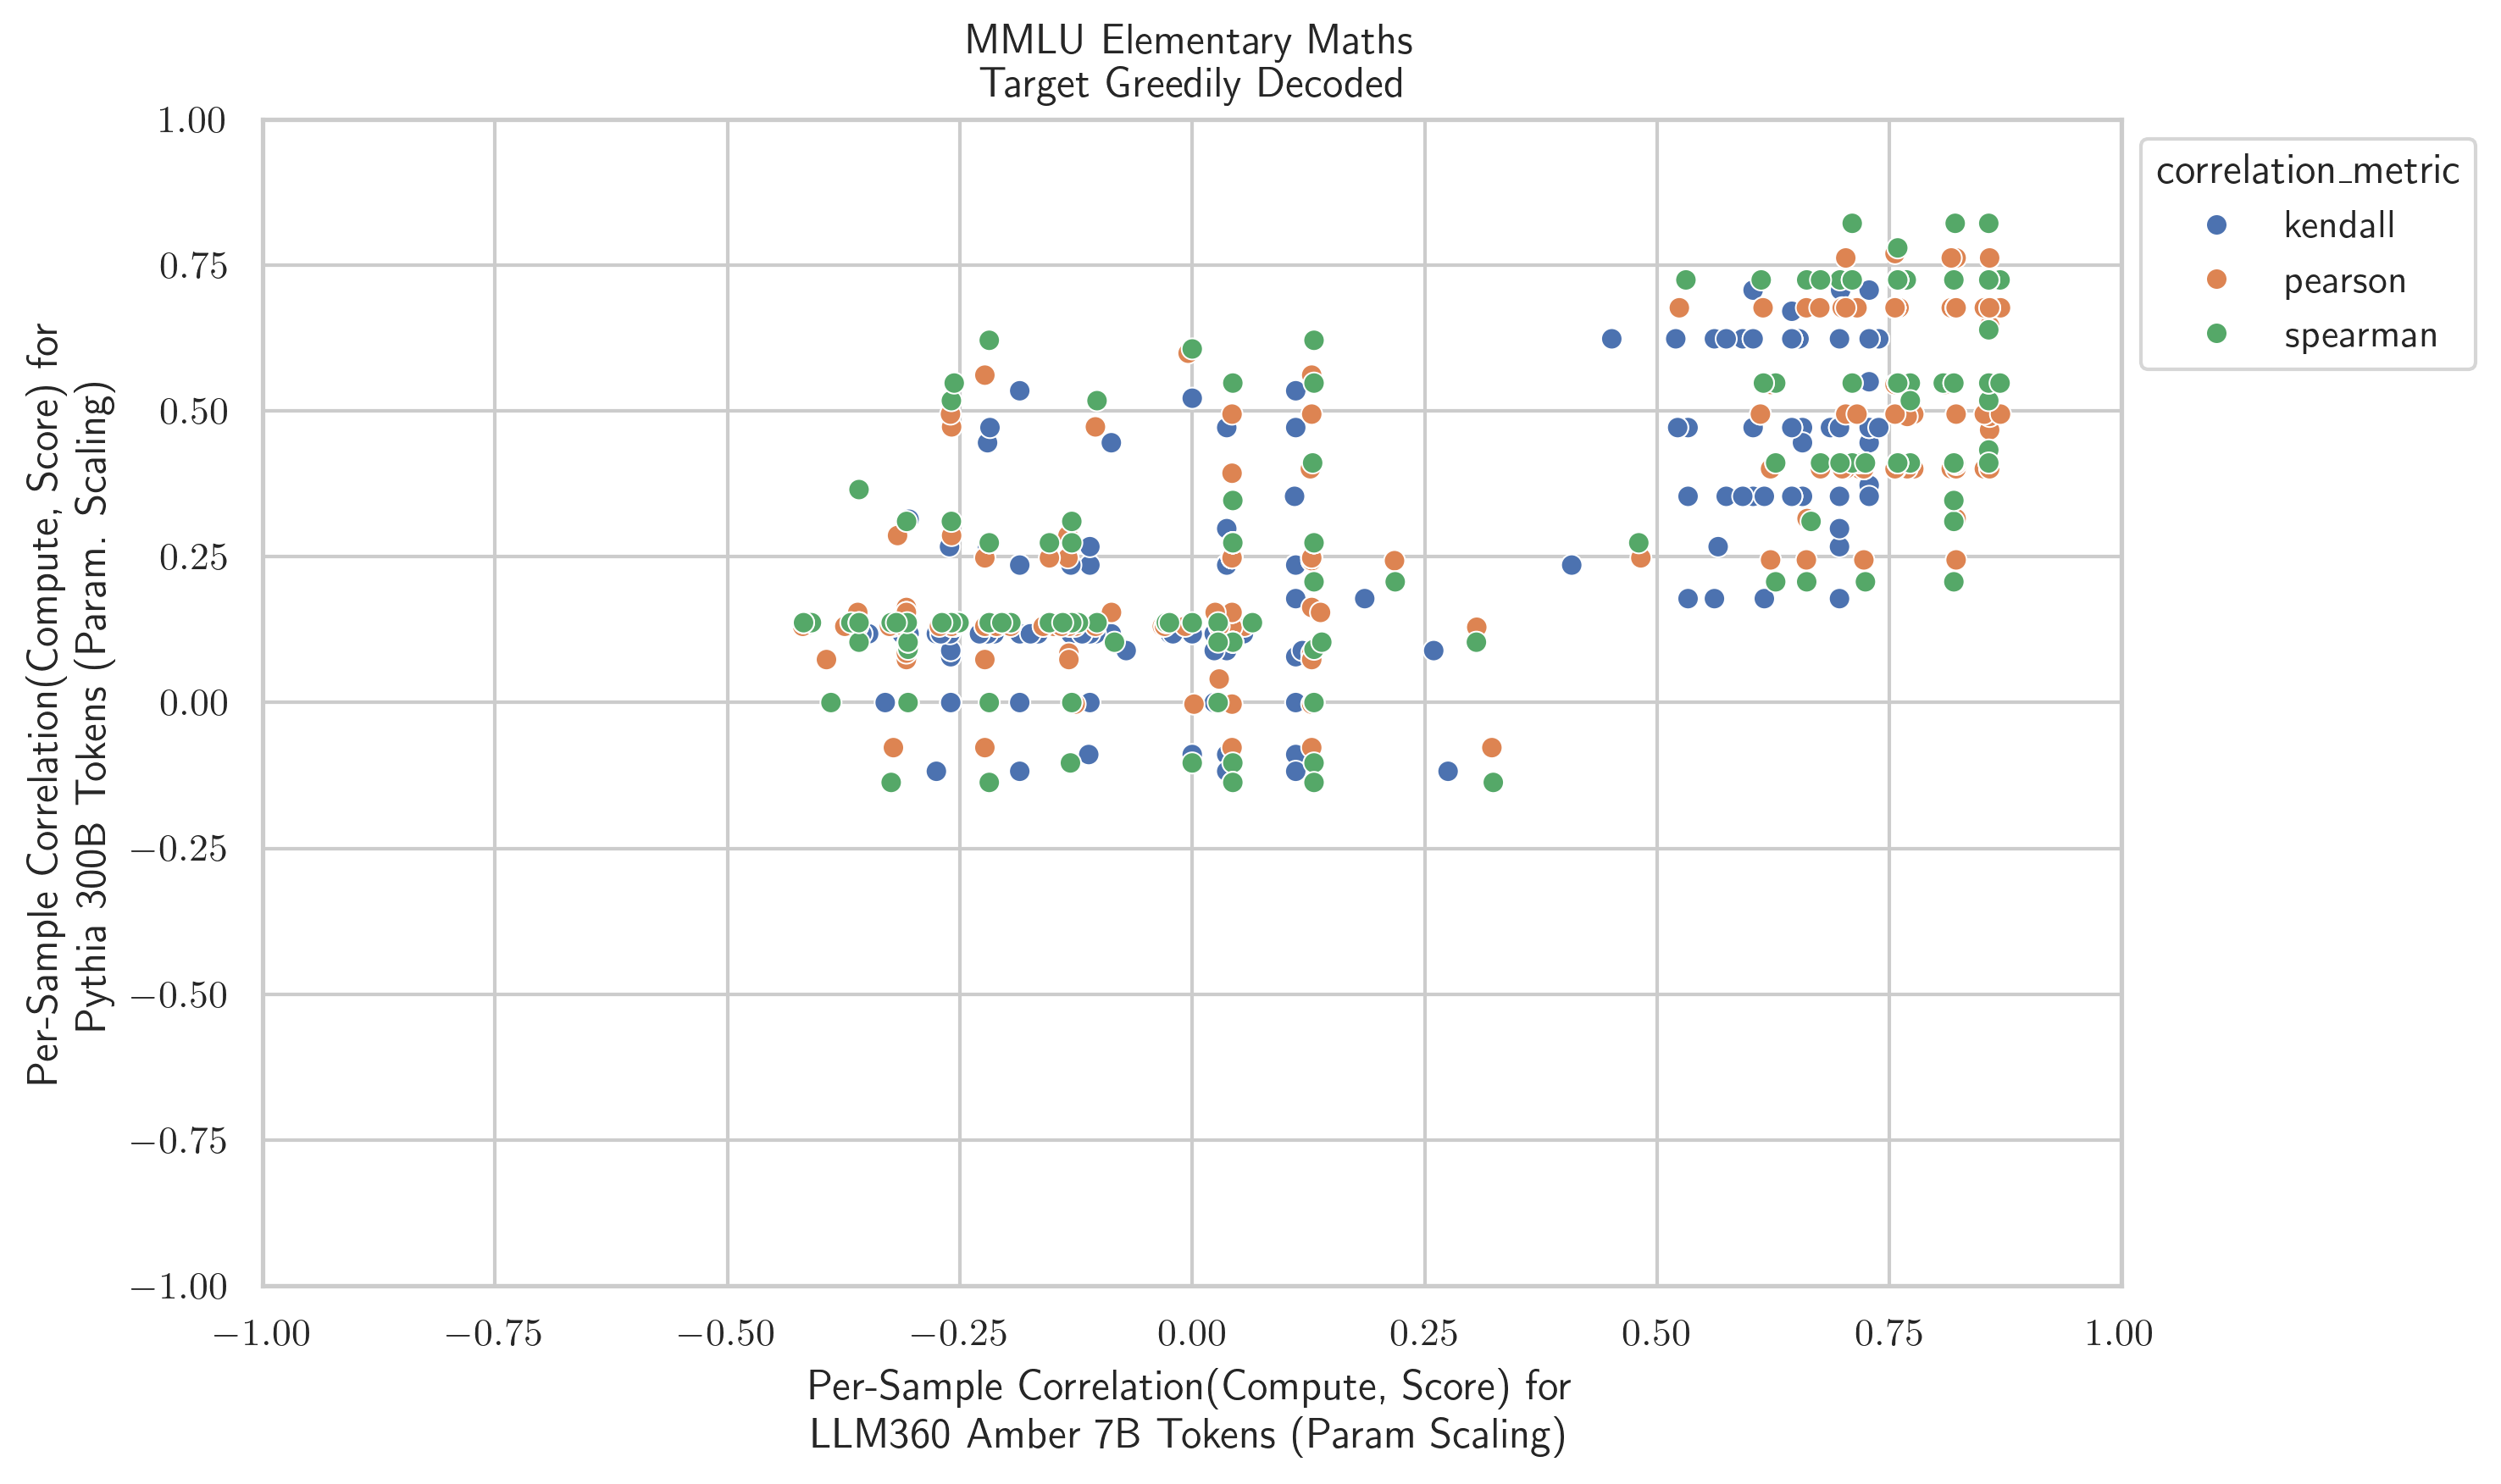 MMLU Elementary Maths
Target Greedily Decoded
Per-Sample Correlation(Compute, Score) for
Pythia 300B Tokens (Param. Scaling)
1.00
0.75
0.50
0.25
0.00
−0.25
−0.50
−0.75
−1.00
−1.00
−0.75
−0.50
−0.25
0.00
0.25
0.50
0.75
1.00
Per-Sample Correlation(Compute, Score) for
LLM360 Amber 7B Tokens (Param Scaling)
correlation_metric
kendall
pearson
spearman